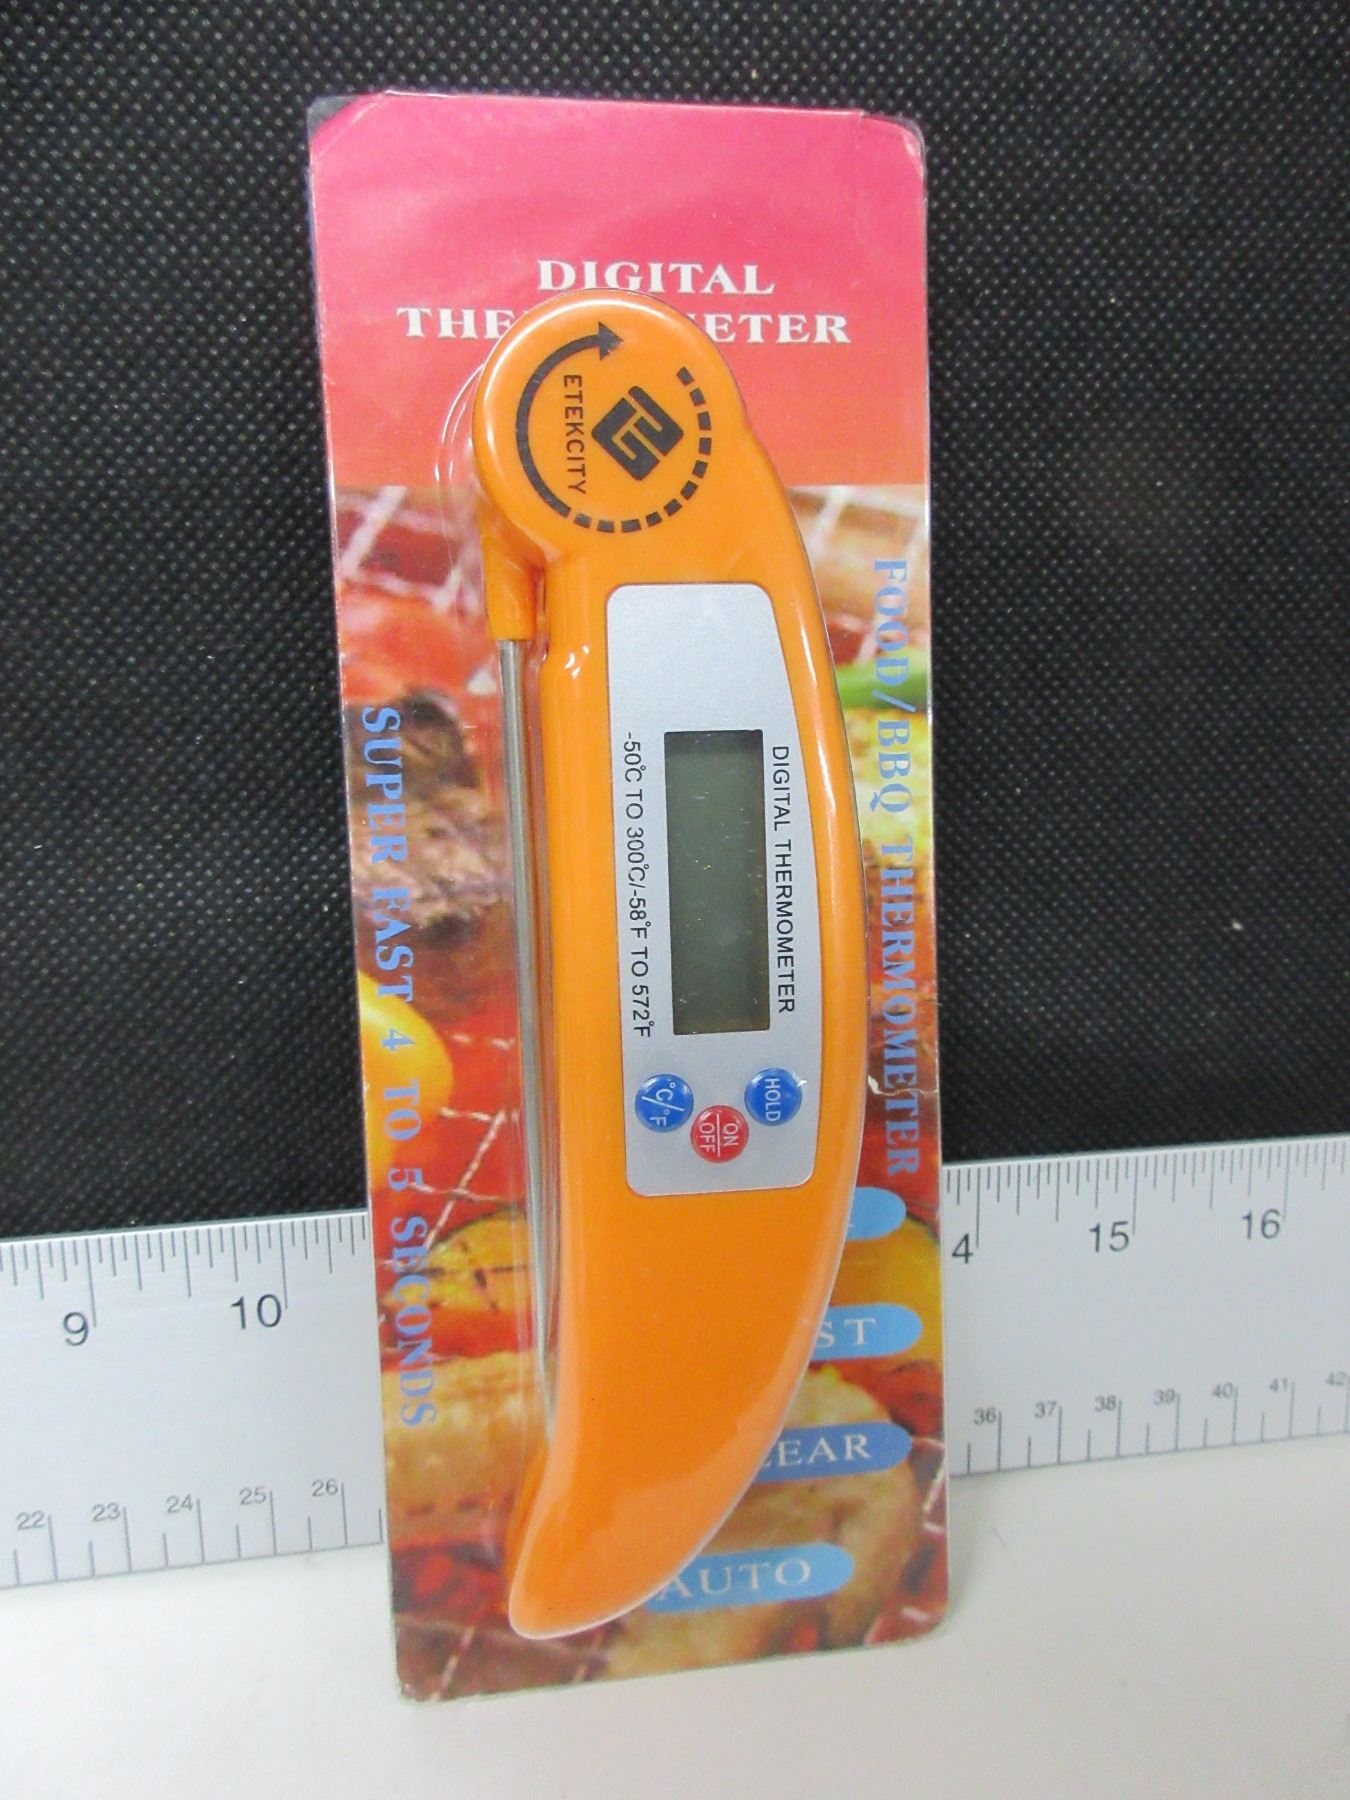 DIGITAL
THE ETER
ETEKCITY
DIGITAL THERMOMETER
-50°C TO 300°C/-58°F TO 572°F
HOLD
ON
OFF
°C/°F
FOOD/BBQ THERMOMETER
SUPER FAST 4 TO 5 SECONDS
ST
LEAR
AUTO
9 10 4 15 16
22 23 24 25 26 36 37 38 39 40 41 42